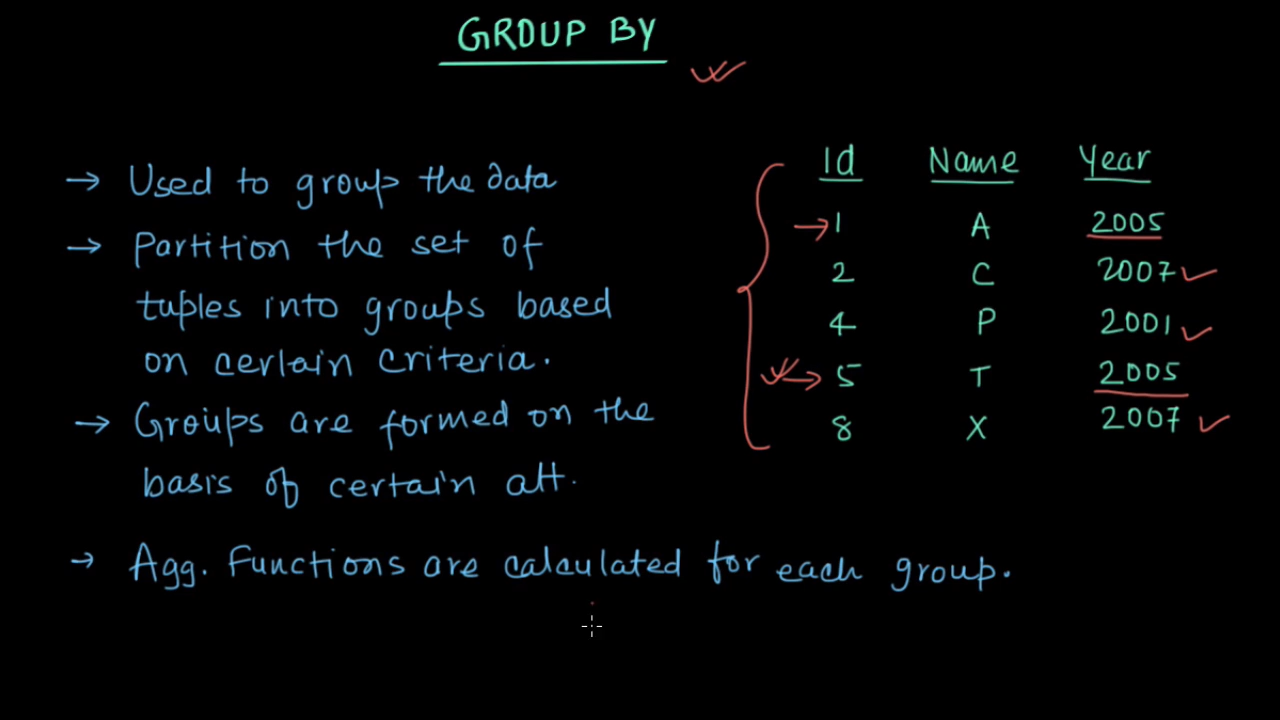 GROUP BY
→ Used to group the data
→ Partition the set of
tuples into groups based
on certain criteria.
→ Groups are formed on the
basis of certain att.
→ Agg. Functions are calculated for each group.
Id Name Year
1 A 2005
2 C 2007
4 P 2001
5 T 2005
8 X 2007